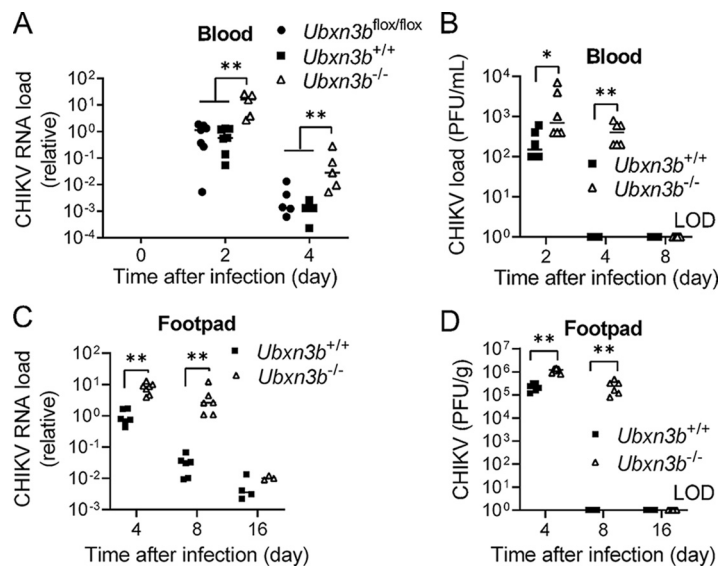 A
Blood
Ubxn3b^flox/flox
Ubxn3b^+/+
Ubxn3b^-/-
CHIKV RNA load
(relative)
10^2
10^1
10^0
10^-1
10^-2
10^-3
10^-4
**
**
0
2
4
Time after infection (day)
B
Blood
CHIKV load (PFU/mL)
10^4
10^3
10^2
10^1
10^0
*
**
Ubxn3b^+/+
Ubxn3b^-/-
LOD
2
4
8
Time after infection (day)
C
Footpad
Ubxn3b^+/+
Ubxn3b^-/-
CHIKV RNA load
(relative)
10^2
10^1
10^0
10^-1
10^-2
10^-3
**
**
4
8
16
Time after infection (day)
D
Footpad
CHIKV (PFU/g)
10^6
10^6
10^5
10^4
10^3
10^2
10^1
10^0
**
**
Ubxn3b^+/+
Ubxn3b^-/-
LOD
4
8
16
Time after infection (day)